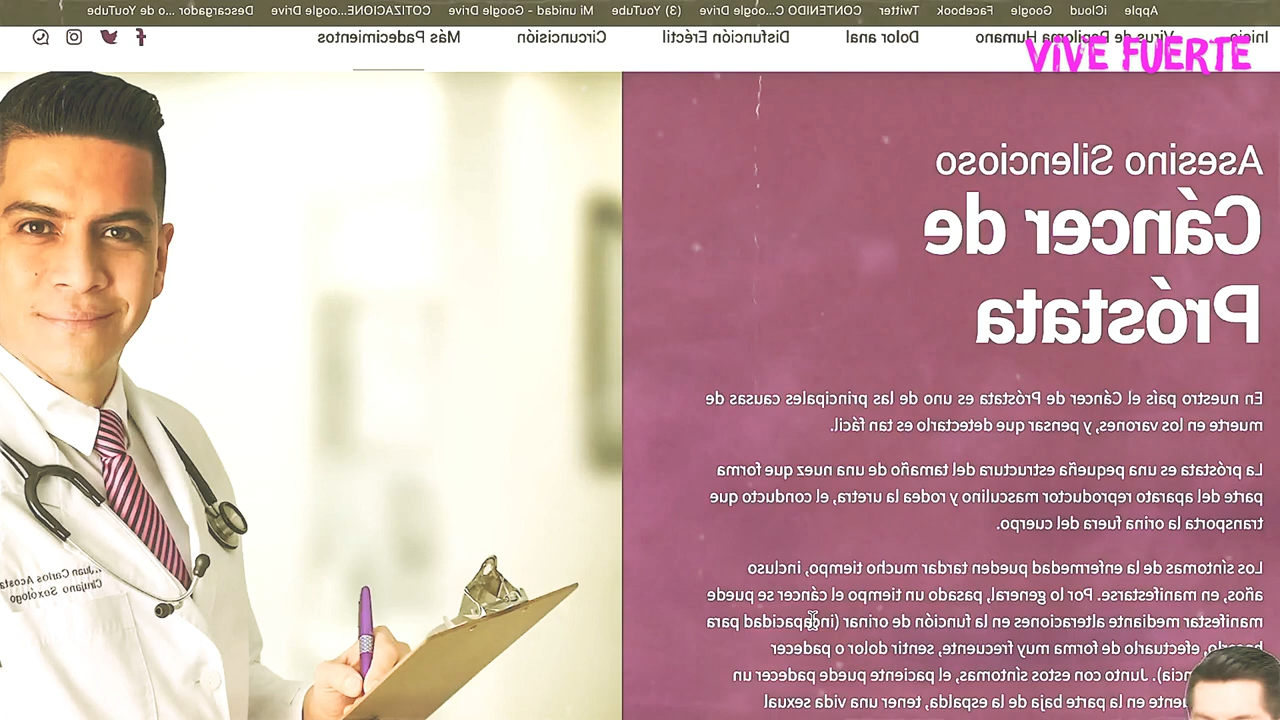 Apple iCloud Google Facebook Twitter CONTENIDO C...oogle Drive (3) YouTube Mi unidad - Google Drive COTIZACIONE...oogle Drive Descargador ...o de YouTube
Inicio Virus de Papiloma Humano Dolor anal Disfunción Eréctil Circuncisión Más Padecimientos
VIVE FUERTE
Asesino Silencioso
Cáncer de
Próstata
En nuestro país el Cáncer de Próstata es uno de las principales causas de
muerte en los varones, y pensar que detectarlo es tan fácil.
La próstata es una pequeña estructura del tamaño de una nuez que forma
parte del aparato reproductor masculino y rodea la uretra, el conducto que
transporta la orina fuera del cuerpo.
Los síntomas de la enfermedad pueden tardar mucho tiempo, incluso
años, en manifestarse. Por lo general, pasado un tiempo el cáncer se puede
manifestar mediante alteraciones en la función de orinar (incapacidad para
efectuarlo de forma muy frecuente, sentir dolor o padecer
Junto con estos síntomas, el paciente puede padecer un
en la parte baja de la espalda, tener una vida sexual
Juan Carlos Acosta
Cirujano Sexólogo